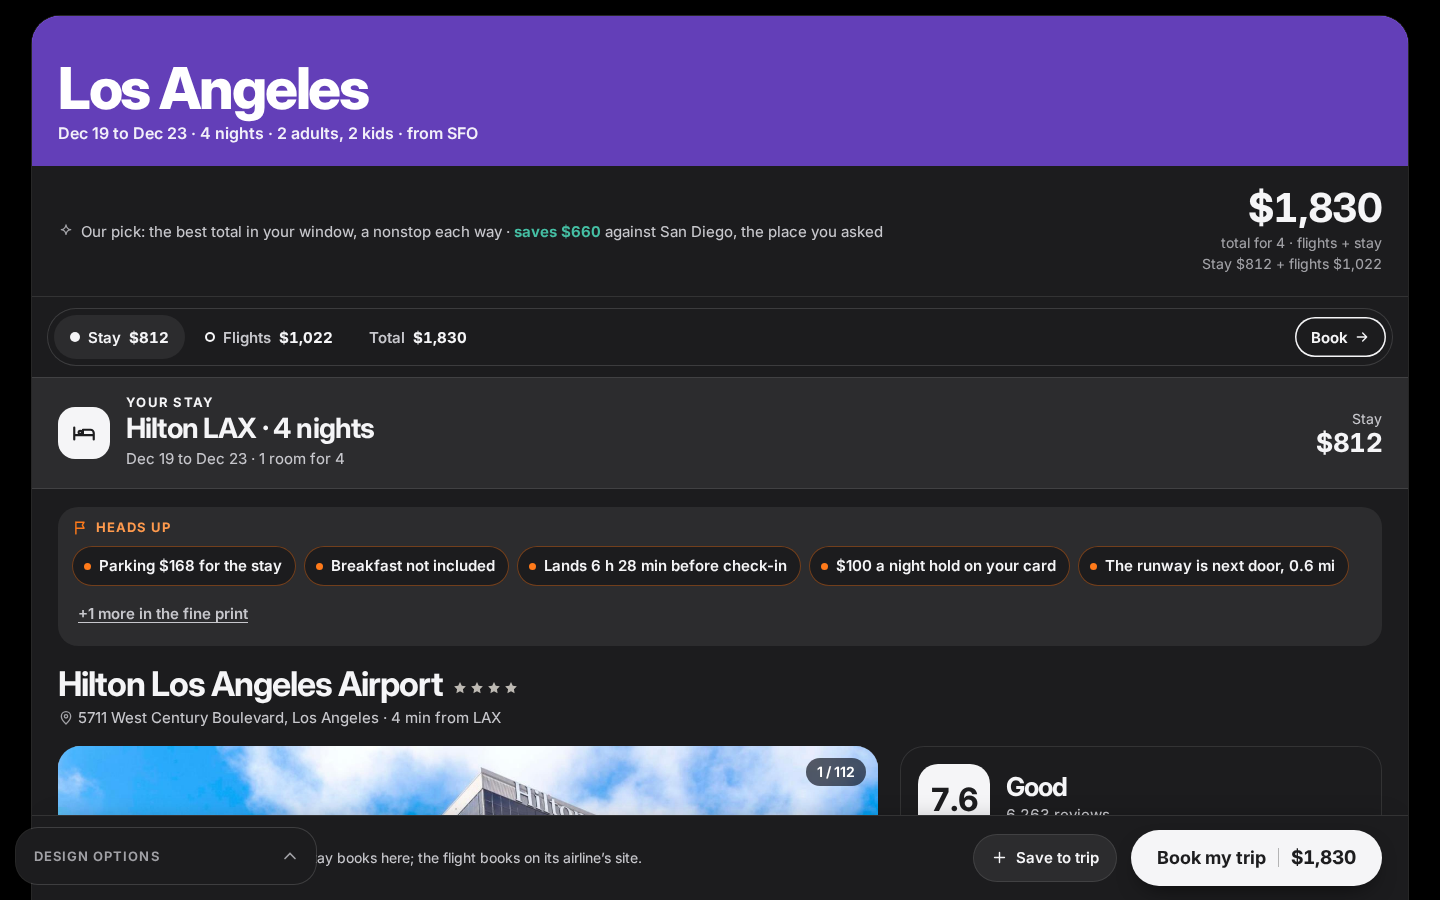 Los Angeles
Dec 19 to Dec 23 · 4 nights · 2 adults, 2 kids · from SFO
Our pick: the best total in your window, a nonstop each way · saves $660 against San Diego, the place you asked
$1,830
total for 4 · flights + stay
Stay $812 + flights $1,022
Stay $812
Flights $1,022
Total $1,830
Book →
YOUR STAY
Hilton LAX · 4 nights
Dec 19 to Dec 23 · 1 room for 4
Stay
$812
HEADS UP
Parking $168 for the stay
Breakfast not included
Lands 6 h 28 min before check-in
$100 a night hold on your card
The runway is next door, 0.6 mi
+1 more in the fine print
Hilton Los Angeles Airport
5711 West Century Boulevard, Los Angeles · 4 min from LAX
Hilton
1 / 112
7.6
Good
6,263 reviews
DESIGN OPTIONS
ay books here; the flight books on its airline’s site.
+ Save to trip
Book my trip | $1,830